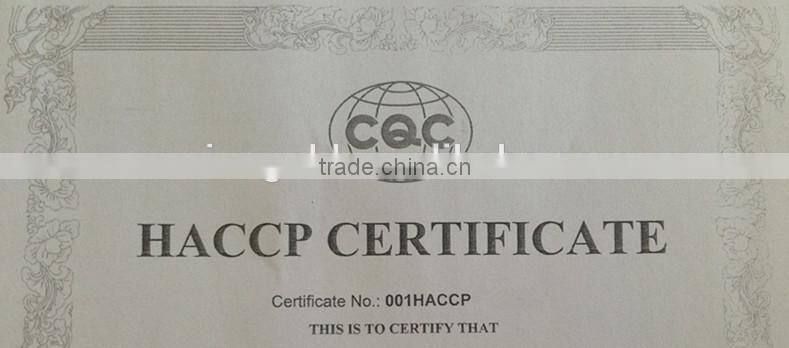 CQC
trade.china.cn
HACCP CERTIFICATE
Certificate No.: 001HACCP
THIS IS TO CERTIFY THAT